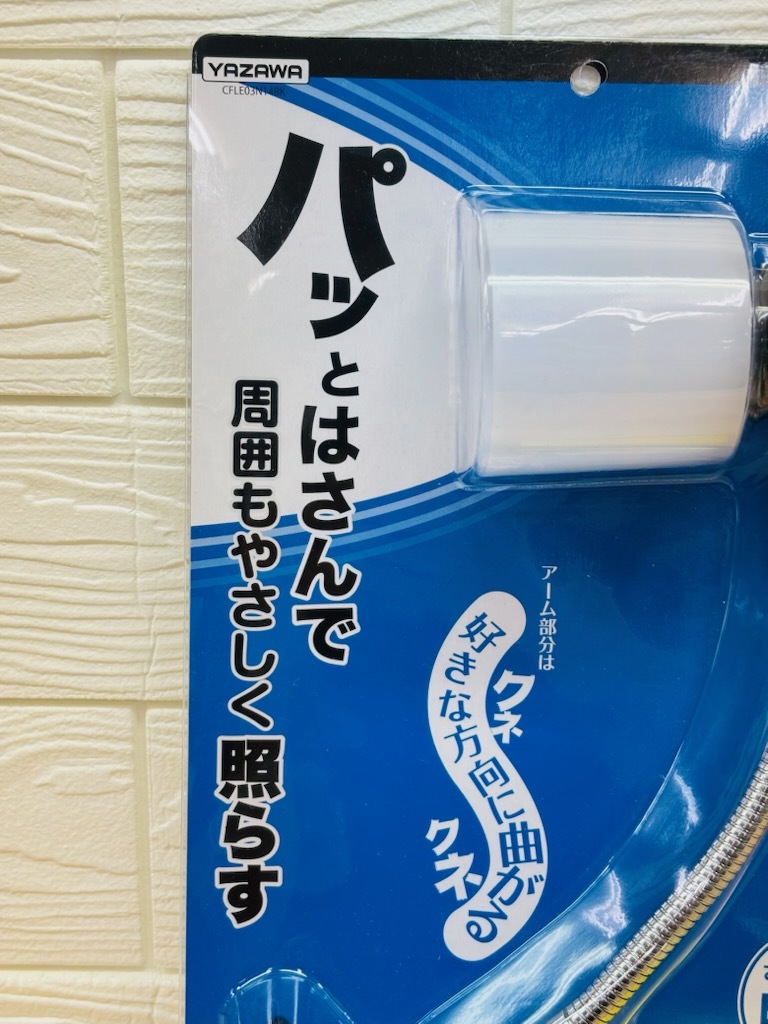 YAZAWA
パッとはさんで
周囲もやさしく照らす
アーム部分は
クネ
好きな方向に曲がる
クネ